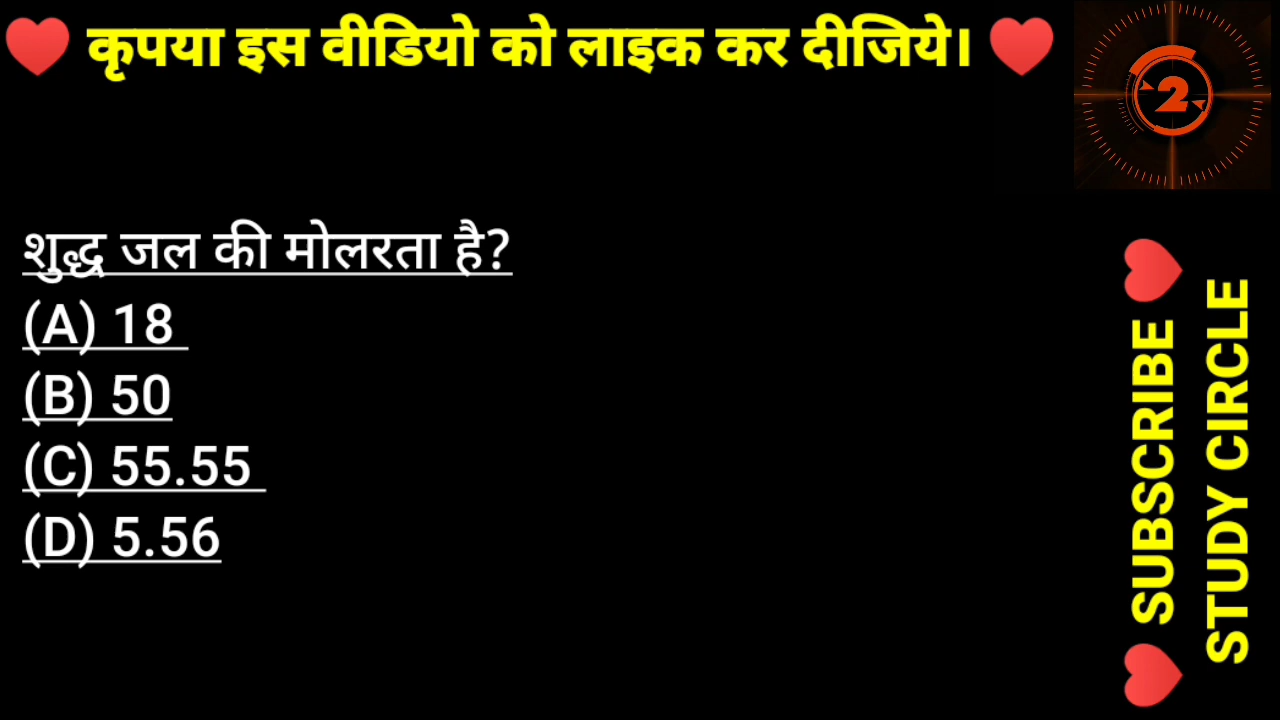 ❤️ कृपया इस वीडियो को लाइक कर दीजिये। ❤️
2
शुद्ध जल की मोलरता है?
(A) 18
(B) 50
(C) 55.55
(D) 5.56
❤️ SUBSCRIBE ❤️
STUDY CIRCLE